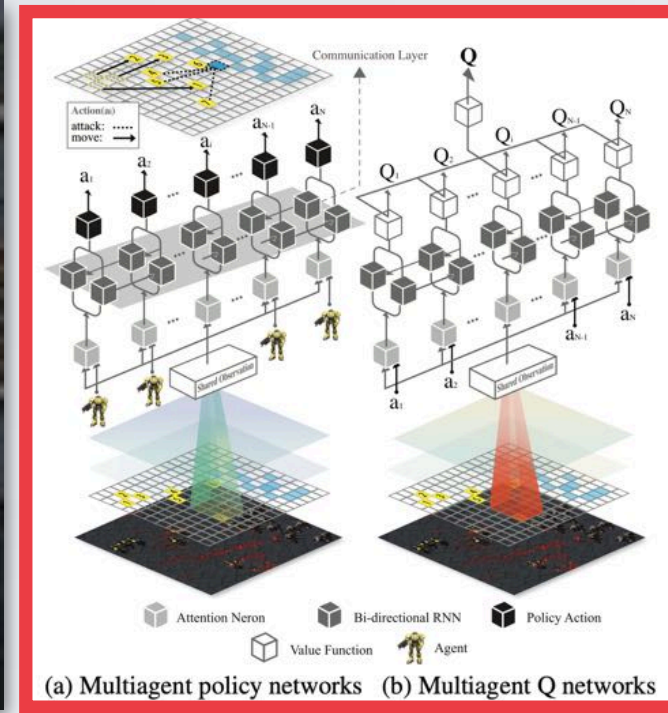 Communication Layer
Action(aᵢ)
attack:
move:
a₁
a₂
aᵢ
aN-1
aN
Shared Observation
Q
Q₁
Q₂
Qᵢ
QN-1
QN
a₁
a₂
aN-1
aN
Shared Observation
Attention Neron
Bi-directional RNN
Policy Action
Value Function
Agent
(a) Multiagent policy networks
(b) Multiagent Q networks